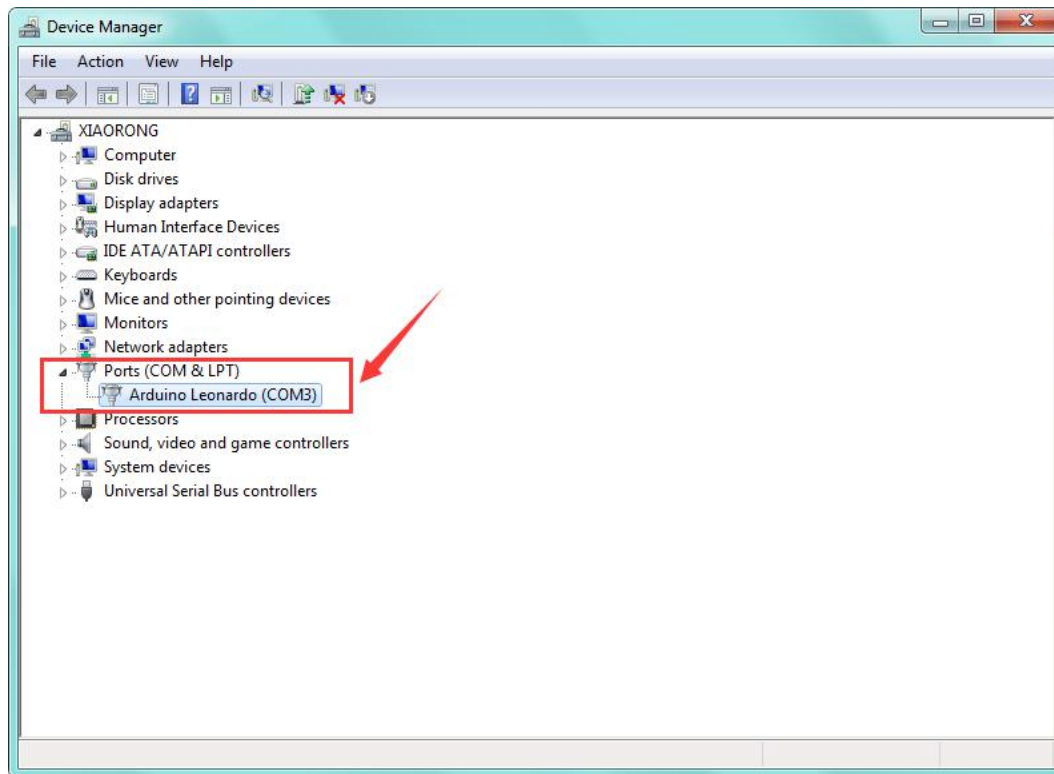 Device Manager
File Action View Help
XIAORONG
Computer
Disk drives
Display adapters
Human Interface Devices
IDE ATA/ATAPI controllers
Keyboards
Mice and other pointing devices
Monitors
Network adapters
Ports (COM & LPT)
Arduino Leonardo (COM3)
Processors
Sound, video and game controllers
System devices
Universal Serial Bus controllers